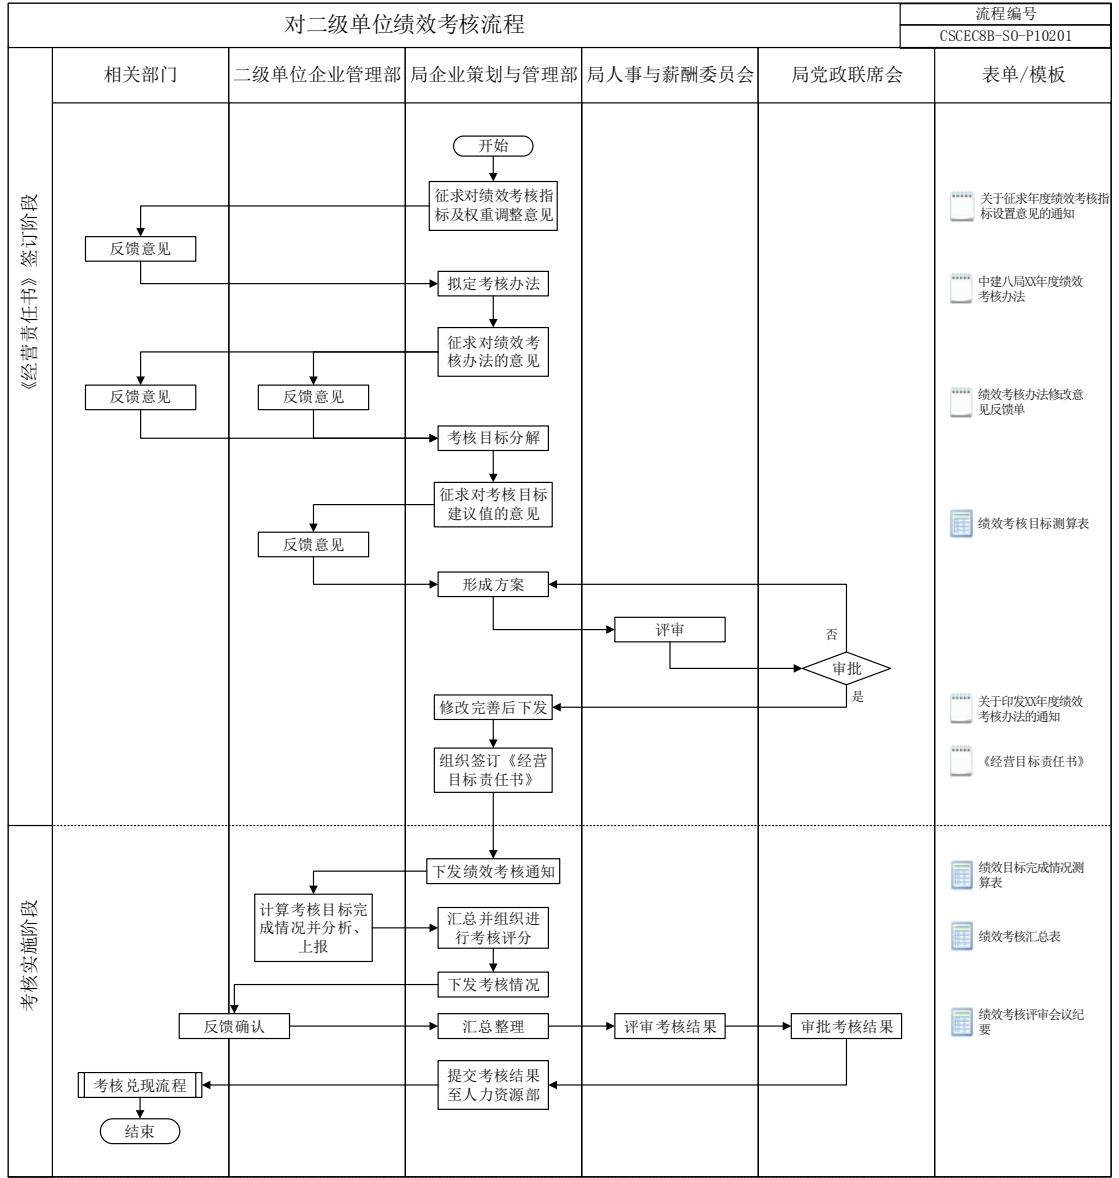 对二级单位绩效考核流程
流程编号
CSCEC8B-SO-P10201
相关部门
二级单位企业管理部
局企业策划与管理部
局人事与薪酬委员会
局党政联席会
表单/模板
《经营责任书》签订阶段
开始
征求对绩效考核指
标及权重调整意见
关于征求年度绩效考核指
标设置意见的通知
反馈意见
拟定考核办法
中建八局XX年度绩效
考核办法
征求对绩效考
核办法的意见
反馈意见
反馈意见
绩效考核办法修改意
见反馈单
考核目标分解
征求对考核目标
建议值的意见
绩效考核目标测算表
反馈意见
形成方案
评审
否
审批
是
修改完善后下发
关于印发XX年度绩效
考核办法的通知
组织签订《经营
目标责任书》
《经营目标责任书》
考核实施阶段
下发绩效考核通知
绩效目标完成情况测
算表
计算考核目标完
成情况并分析、
上报
汇总并组织进
行考核评分
绩效考核汇总表
下发考核情况
反馈确认
汇总整理
评审考核结果
审批考核结果
绩效考核评审会议纪
要
提交考核结果
至人力资源部
考核兑现流程
结束